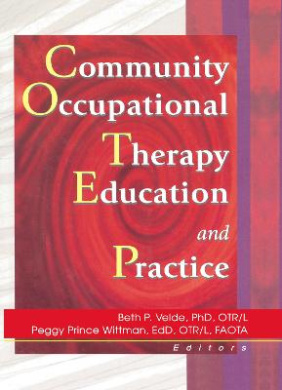 Community
Occupational
Therapy
Education
and
Practice
Beth P. Velde, PhD, OTR/L
Peggy Prince Wittman, EdD, OTR/L, FAOTA
Editors